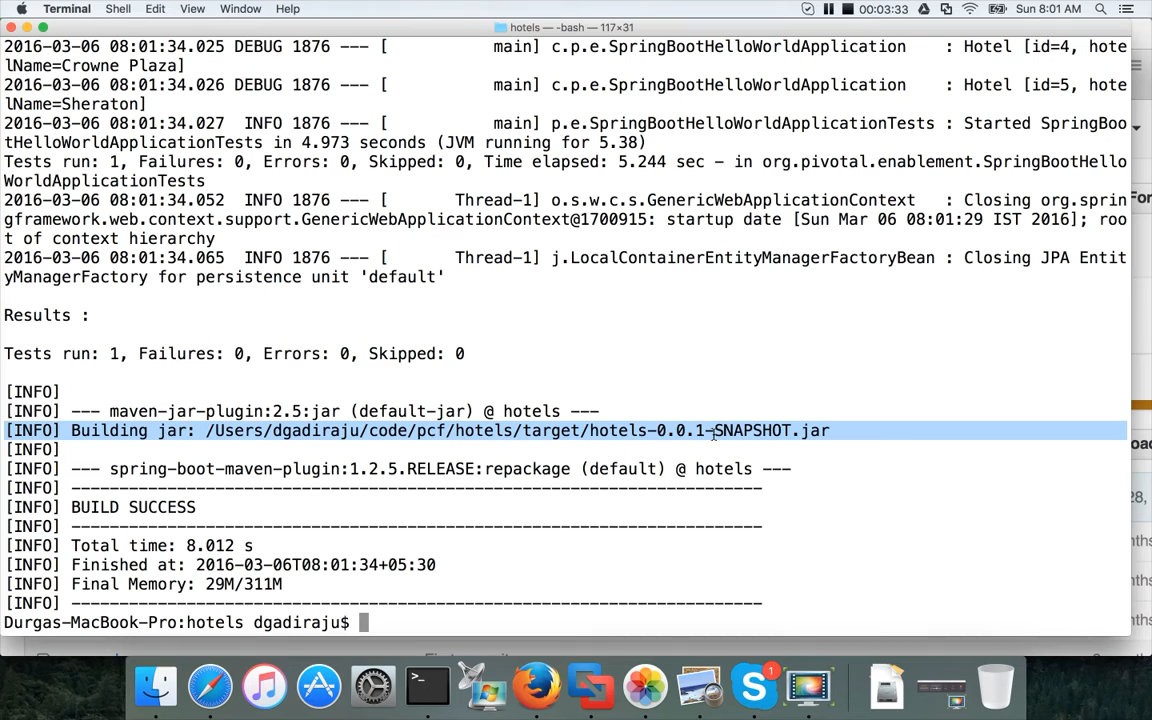 Terminal Shell Edit View Window Help 00:03:33 Sun 8:01 AM
hotels — -bash — 117×31
2016-03-06 08:01:34.025 DEBUG 1876 --- [           main] c.p.e.SpringBootHelloWorldApplication    : Hotel [id=4, hote
lName=Crowne Plaza]
2016-03-06 08:01:34.026 DEBUG 1876 --- [           main] c.p.e.SpringBootHelloWorldApplication    : Hotel [id=5, hote
lName=Sheraton]
2016-03-06 08:01:34.027  INFO 1876 --- [           main] p.e.SpringBootHelloWorldApplicationTests : Started SpringBoo
tHelloWorldApplicationTests in 4.973 seconds (JVM running for 5.38)
Tests run: 1, Failures: 0, Errors: 0, Skipped: 0, Time elapsed: 5.244 sec - in org.pivotal.enablement.SpringBootHello
WorldApplicationTests
2016-03-06 08:01:34.052  INFO 1876 --- [       Thread-1] o.s.w.c.s.GenericWebApplicationContext   : Closing org.sprin
gframework.web.context.support.GenericWebApplicationContext@1700915: startup date [Sun Mar 06 08:01:29 IST 2016]; roo
t of context hierarchy
2016-03-06 08:01:34.065  INFO 1876 --- [       Thread-1] j.LocalContainerEntityManagerFactoryBean : Closing JPA Entit
yManagerFactory for persistence unit 'default'
Results :
Tests run: 1, Failures: 0, Errors: 0, Skipped: 0
[INFO]
[INFO] --- maven-jar-plugin:2.5:jar (default-jar) @ hotels ---
[INFO] Building jar: /Users/dgadiraju/code/pcf/hotels/target/hotels-0.0.1-SNAPSHOT.jar
[INFO]
[INFO] --- spring-boot-maven-plugin:1.2.5.RELEASE:repackage (default) @ hotels ---
[INFO] ------------------------------------------------------------------------
[INFO] BUILD SUCCESS
[INFO] ------------------------------------------------------------------------
[INFO] Total time: 8.012 s
[INFO] Finished at: 2016-03-06T08:01:34+05:30
[INFO] Final Memory: 29M/311M
[INFO] ------------------------------------------------------------------------
Durgas-MacBook-Pro:hotels dgadiraju$
For
oad
28,
nths
nths
nths
1